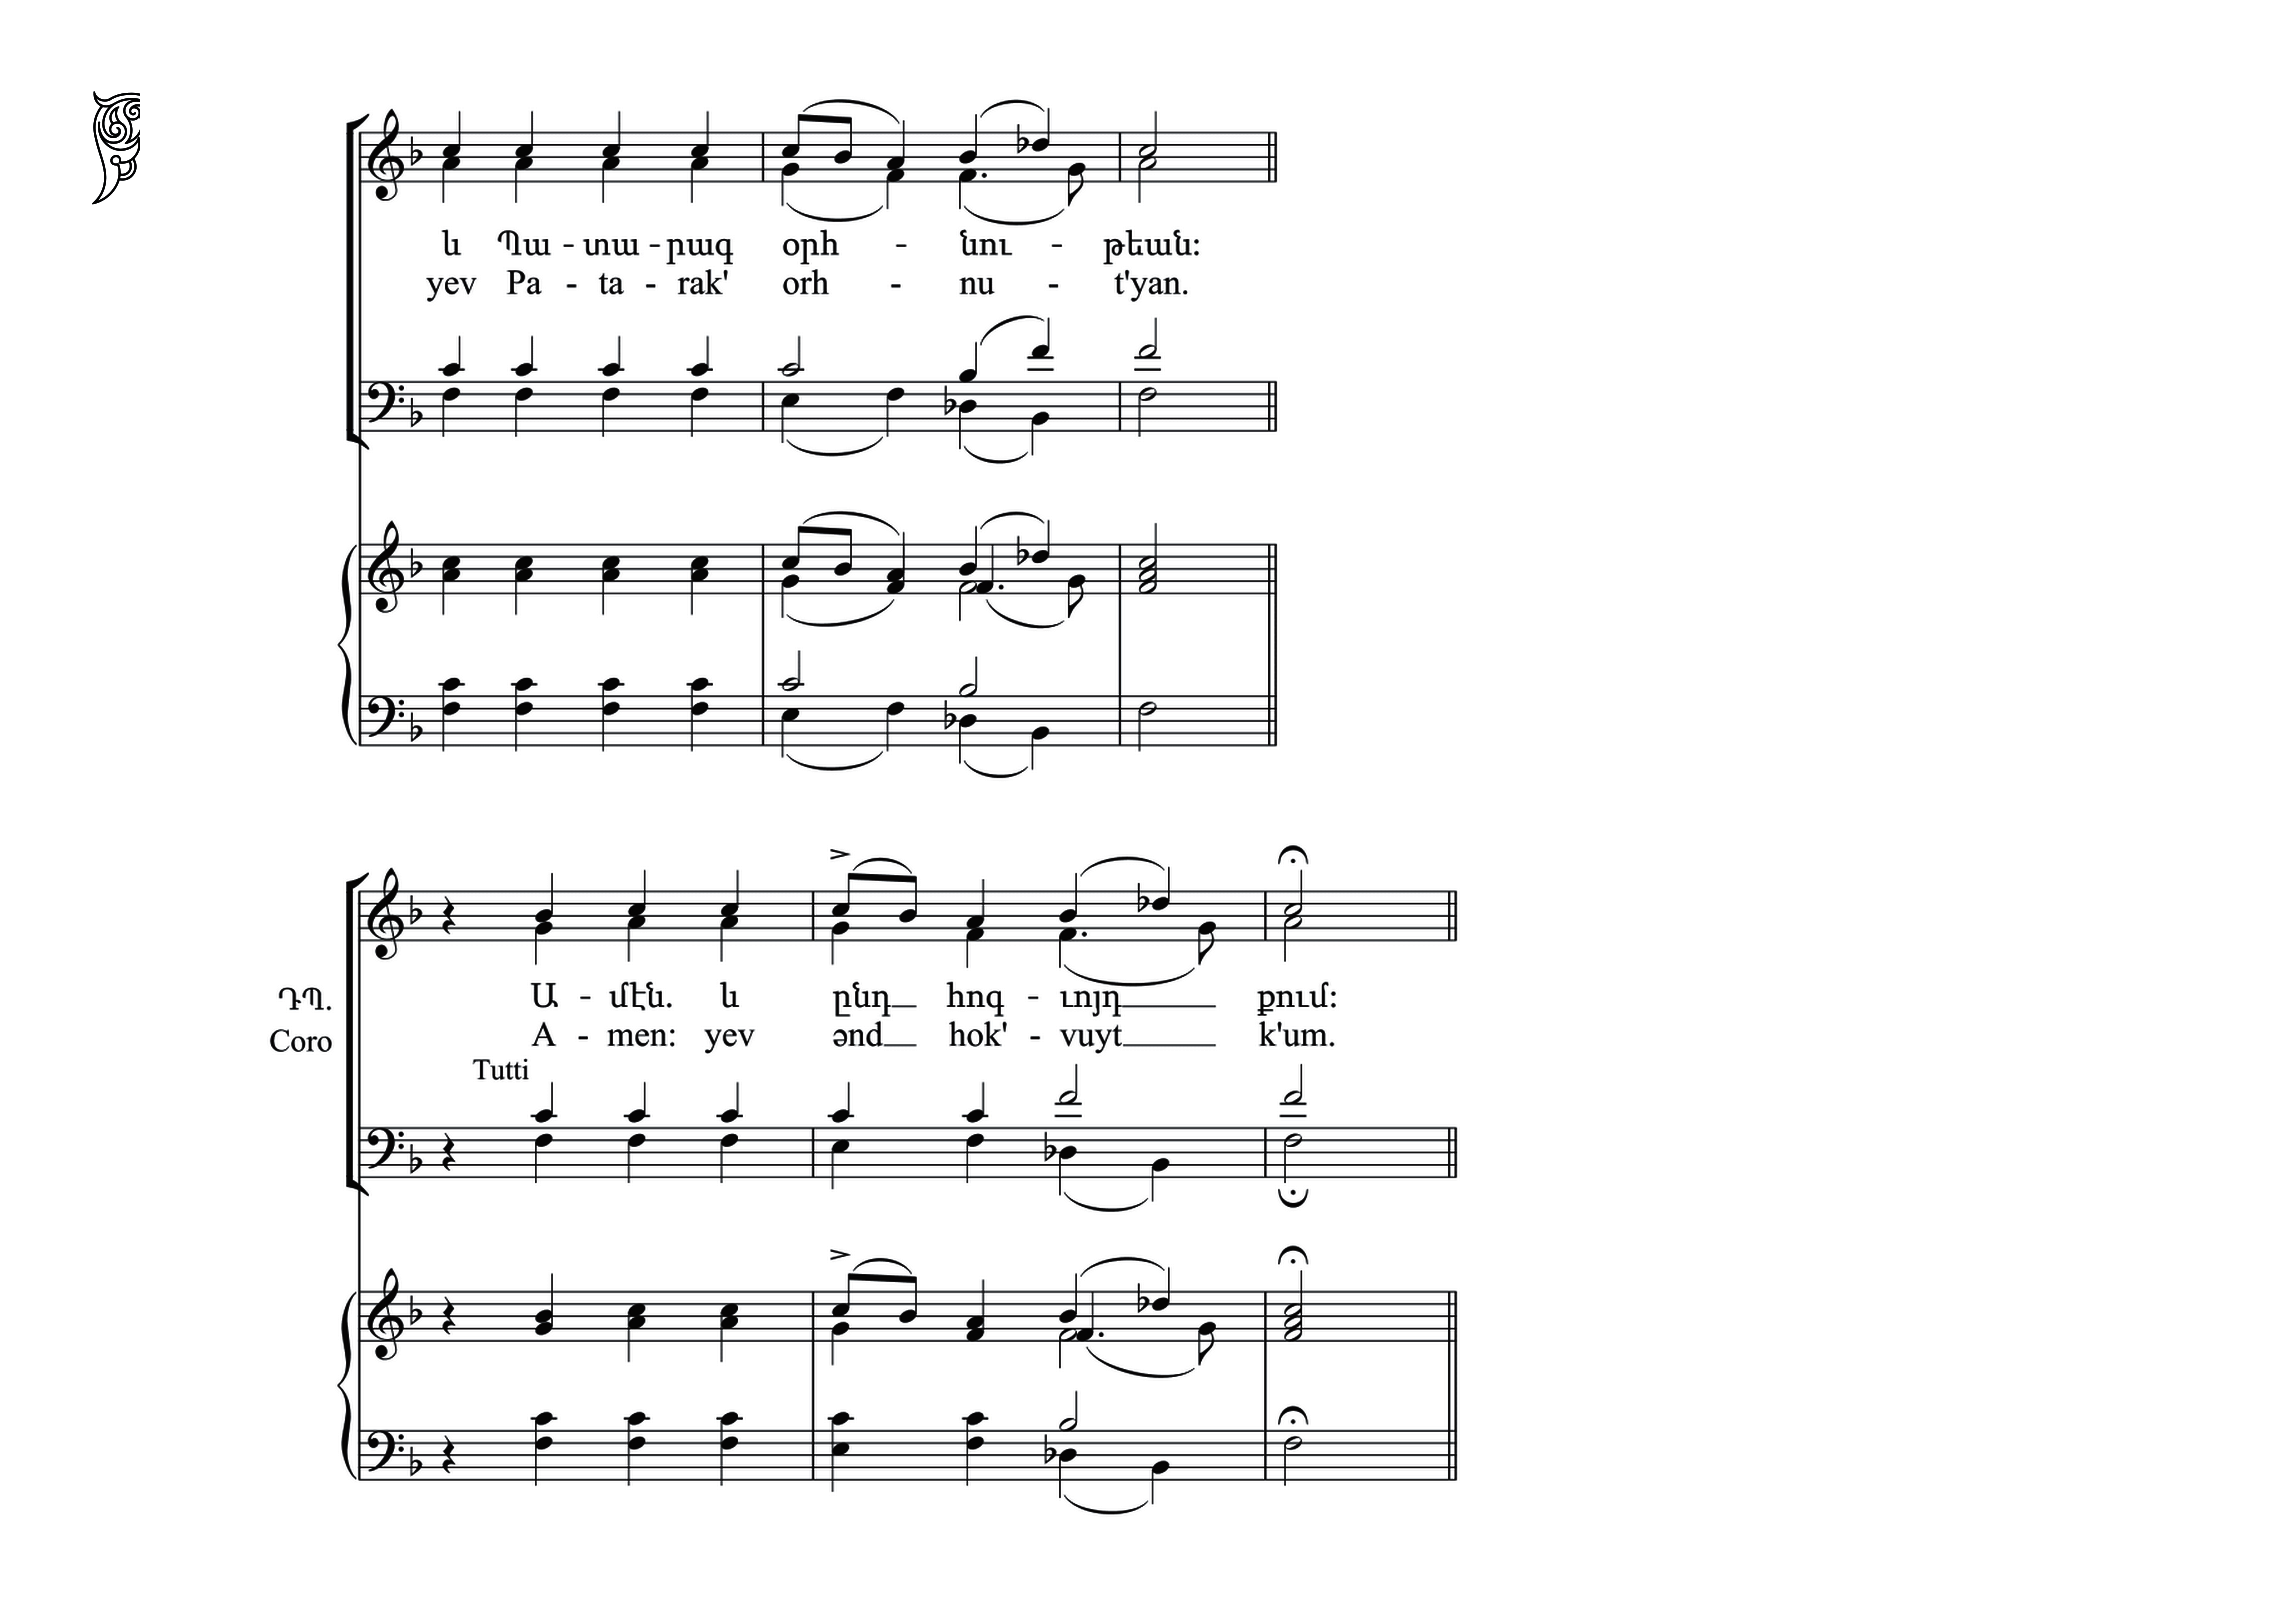 և Պա - տա - րագ օրհ - նու - թեան:
yev Pa - ta - rak' orh - nu - t'yan.
ԴՊ. Ա - մէն. և ընդ հոգ - ւոյդ քում:
Coro A - men: yev ənd hok' - vuyt k'um.
Tutti